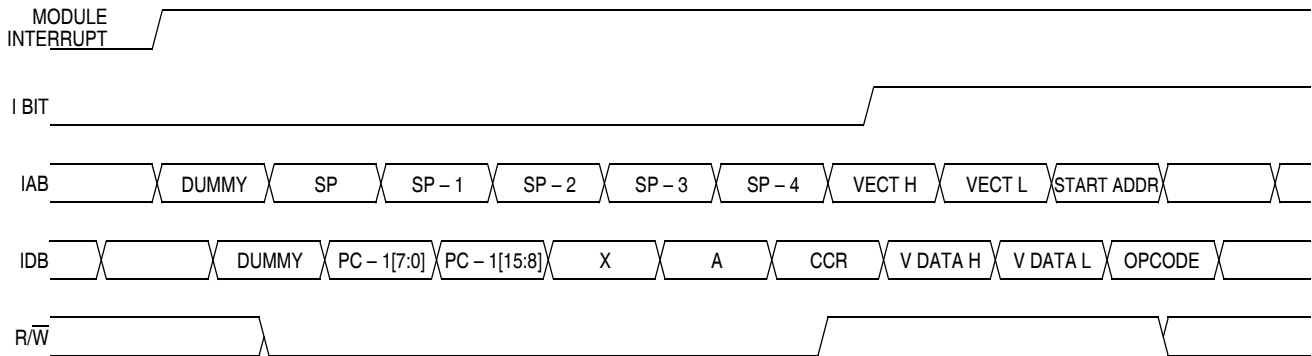 MODULE
INTERRUPT
I BIT
IAB DUMMY SP SP – 1 SP – 2 SP – 3 SP – 4 VECT H VECT L START ADDR
IDB DUMMY PC – 1[7:0] PC – 1[15:8] X A CCR V DATA H V DATA L OPCODE
R/W̅